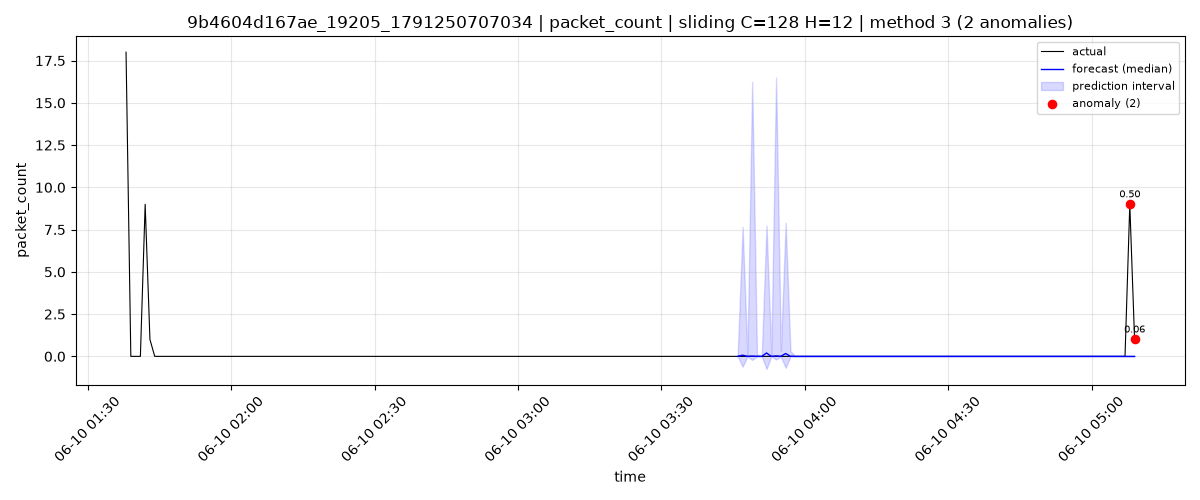 9b4604d167ae_19205_1791250707034 | packet_count | sliding C=128 H=12 | method 3 (2 anomalies)
actual
forecast (median)
prediction interval
anomaly (2)
packet_count
17.5
15.0
12.5
10.0
7.5
5.0
2.5
0.0
0.50
0.06
06-10 01:30
06-10 02:00
06-10 02:30
06-10 03:00
06-10 03:30
06-10 04:00
06-10 04:30
06-10 05:00
time